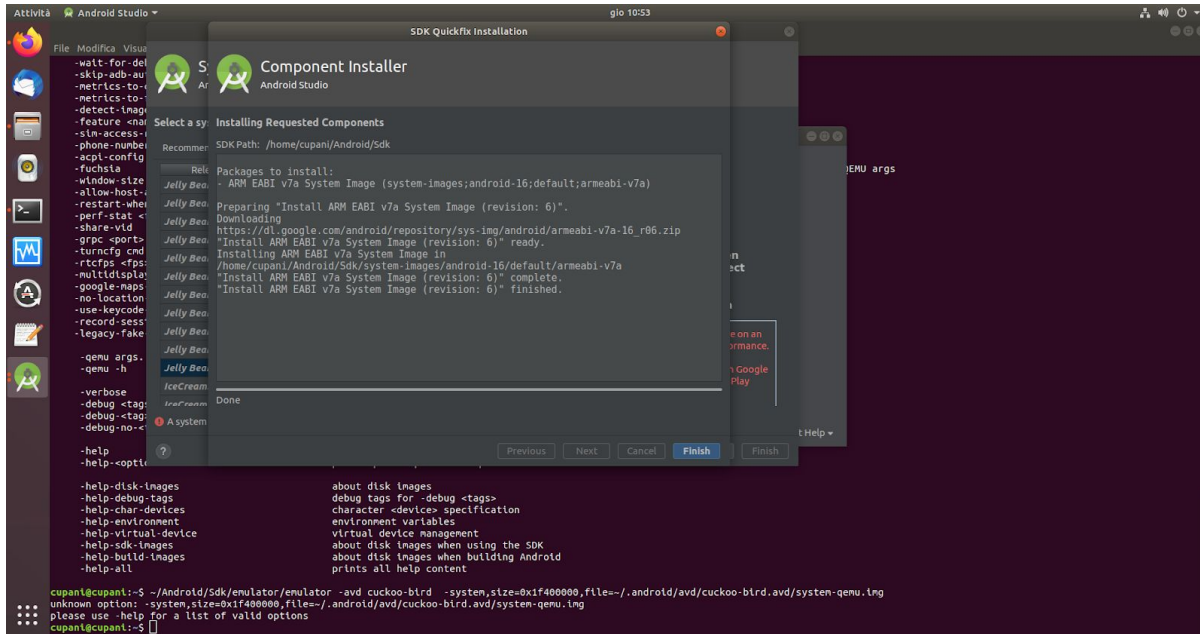 Attività Android Studio gio 10:53
SDK Quickfix Installation
File Modifica Visua
-wait-for-de
-skip-adb-au
-metrics-to-
-metrics-to-
-detect-imag
-feature <na
-sim-access-
-phone-number
-acpi-config
-fuchsia
-window-size
-allow-host-
-restart-whe
-perf-stat <
-share-vid
-grpc <port>
-turncfg cmd
-rtcfps <fps
-multidisplay
-google-maps
-no-location
-use-keycode
-record-sess
-legacy-fake
-qemu args.
-qemu -h
-verbose
-debug <tag
-debug-<tag
-debug-no-<
-help
-help-<optio
Select a sy
Recommen
Rele
Jelly Bea
Jelly Bea
Jelly Bea
Jelly Bea
Jelly Bea
Jelly Bea
Jelly Bea
Jelly Bea
Jelly Bea
Jelly Bea
Jelly Bea
IceCream
IceCream
A system
?
Component Installer
Android Studio
Installing Requested Components
SDK Path: /home/cupani/Android/Sdk
Packages to install:
- ARM EABI v7a System Image (system-images;android-16;default;armeabi-v7a)
Preparing "Install ARM EABI v7a System Image (revision: 6)".
Downloading
https://dl.google.com/android/repository/sys-img/android/armeabi-v7a-16_r06.zip
"Install ARM EABI v7a System Image (revision: 6)" ready.
Installing ARM EABI v7a System Image in
/home/cupani/Android/Sdk/system-images/android-16/default/armeabi-v7a
"Install ARM EABI v7a System Image (revision: 6)" complete.
"Install ARM EABI v7a System Image (revision: 6)" finished.
Done
Previous Next Cancel Finish Finish
QEMU args
e on an
ormance.
Google
Play
t Help
-help-disk-images about disk images
-help-debug-tags debug tags for -debug <tags>
-help-char-devices character <device> specification
-help-environment environment variables
-help-virtual-device virtual device management
-help-sdk-images about disk images when using the SDK
-help-build-images about disk images when building Android
-help-all prints all help content
cupani@cupani:~$ ~/Android/Sdk/emulator/emulator -avd cuckoo-bird -system,size=0x1f400000,file=~/.android/avd/cuckoo-bird.avd/system-qemu.img
unknown option: -system,size=0x1f400000,file=~/.android/avd/cuckoo-bird.avd/system-qemu.img
please use -help for a list of valid options
cupani@cupani:~$